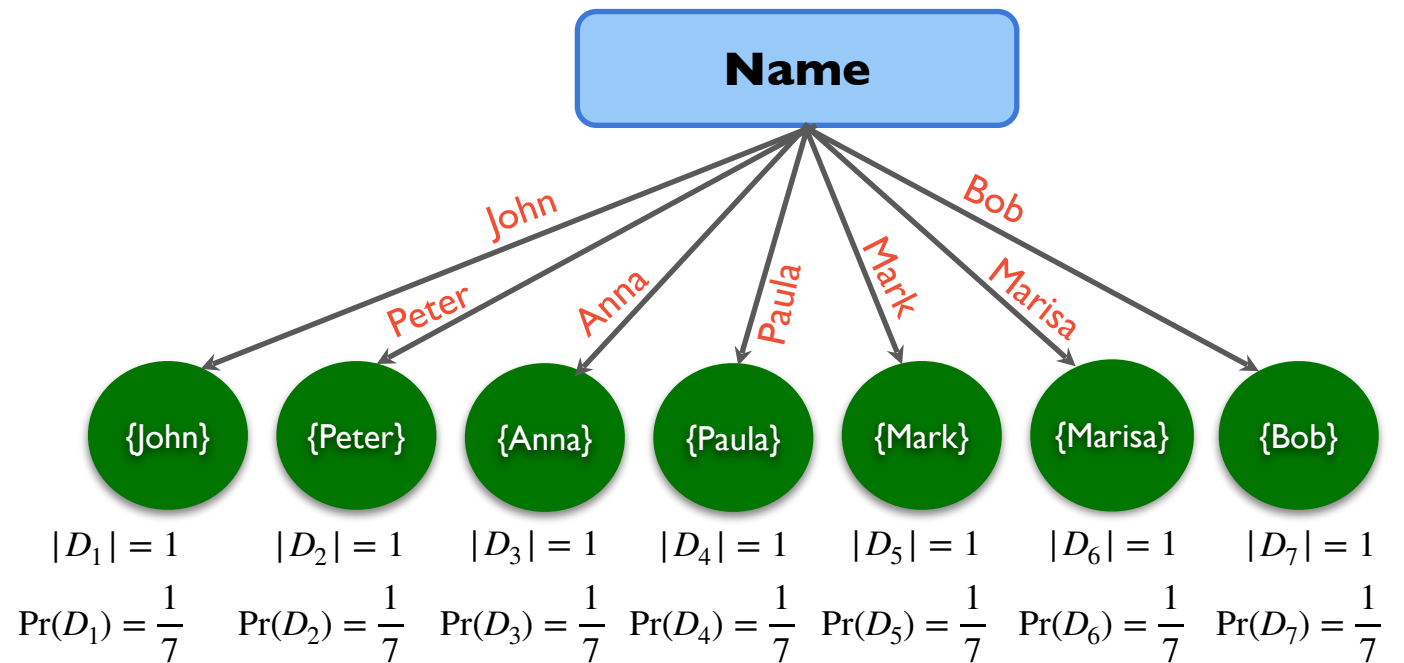 Name
John
Peter
Anna
Paula
Mark
Marisa
Bob
{John} {Peter} {Anna} {Paula} {Mark} {Marisa} {Bob}
|D₁| = 1 |D₂| = 1 |D₃| = 1 |D₄| = 1 |D₅| = 1 |D₆| = 1 |D₇| = 1
Pr(D₁) = 1/7 Pr(D₂) = 1/7 Pr(D₃) = 1/7 Pr(D₄) = 1/7 Pr(D₅) = 1/7 Pr(D₆) = 1/7 Pr(D₇) = 1/7